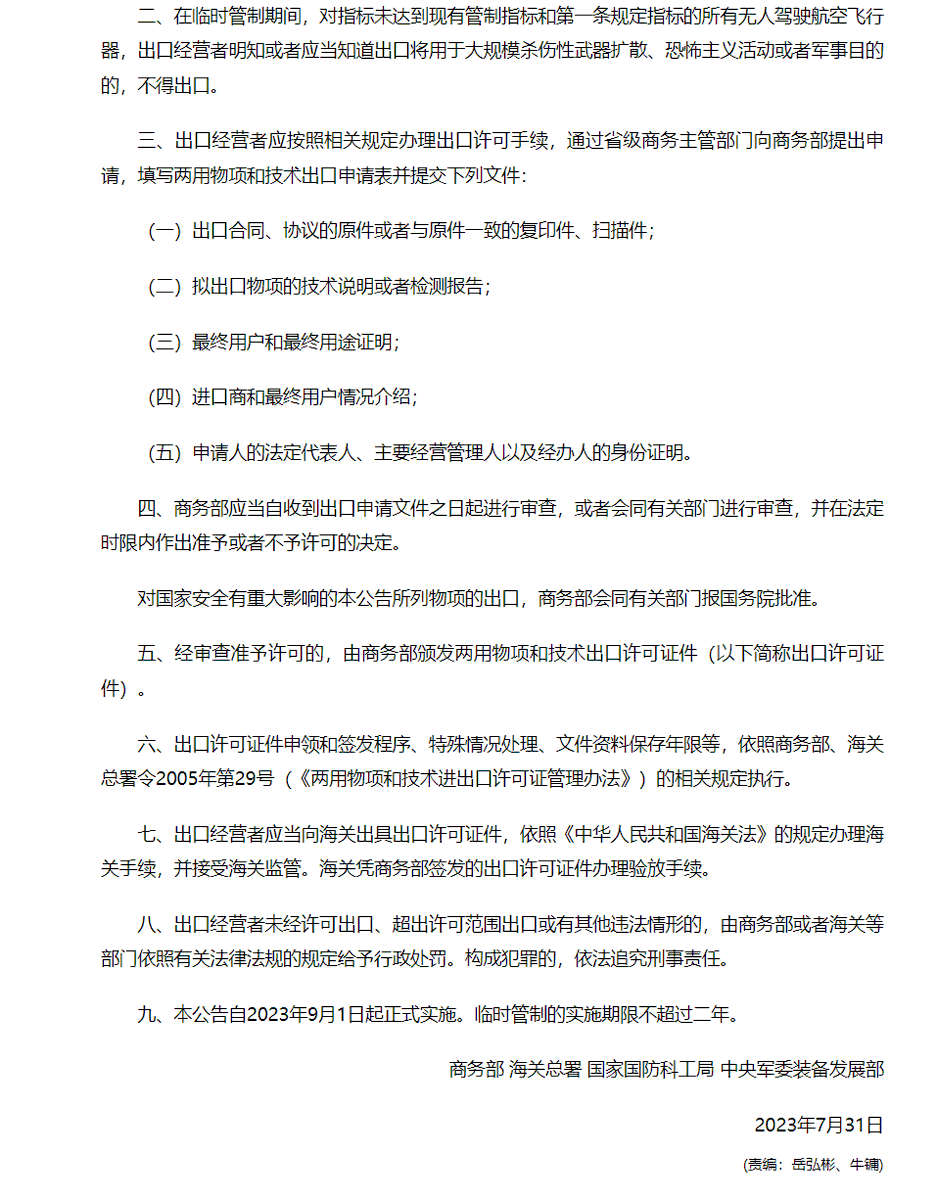 二、在临时管制期间，对指标未达到现有管制指标和第一条规定指标的所有无人驾驶航空飞行
器，出口经营者明知或者应当知道出口将用于大规模杀伤性武器扩散、恐怖主义活动或者军事目的
的，不得出口。
三、出口经营者应按照相关规定办理出口许可手续，通过省级商务主管部门向商务部提出申
请，填写两用物项和技术出口申请表并提交下列文件：
（一）出口合同、协议的原件或者与原件一致的复印件、扫描件；
（二）拟出口物项的技术说明或者检测报告；
（三）最终用户和最终用途证明；
（四）进口商和最终用户情况介绍；
（五）申请人的法定代表人、主要经营管理人以及经办人的身份证明。
四、商务部应当自收到出口申请文件之日起进行审查，或者会同有关部门进行审查，并在法定
时限内作出准予或者不予许可的决定。
对国家安全有重大影响的本公告所列物项的出口，商务部会同有关部门报国务院批准。
五、经审查准予许可的，由商务部颁发两用物项和技术出口许可证件（以下简称出口许可证
件）。
六、出口许可证件申领和签发程序、特殊情况处理、文件资料保存年限等，依照商务部、海关
总署令2005年第29号（《两用物项和技术进出口许可证管理办法》）的相关规定执行。
七、出口经营者应当向海关出具出口许可证件，依照《中华人民共和国海关法》的规定办理海
关手续，并接受海关监管。海关凭商务部签发的出口许可证件办理验放手续。
八、出口经营者未经许可出口、超出许可范围出口或有其他违法情形的，由商务部或者海关等
部门依照有关法律法规的规定给予行政处罚。构成犯罪的，依法追究刑事责任。
九、本公告自2023年9月1日起正式实施。临时管制的实施期限不超过二年。
商务部 海关总署 国家国防科工局 中央军委装备发展部
2023年7月31日
(责编：岳弘彬、牛镛)